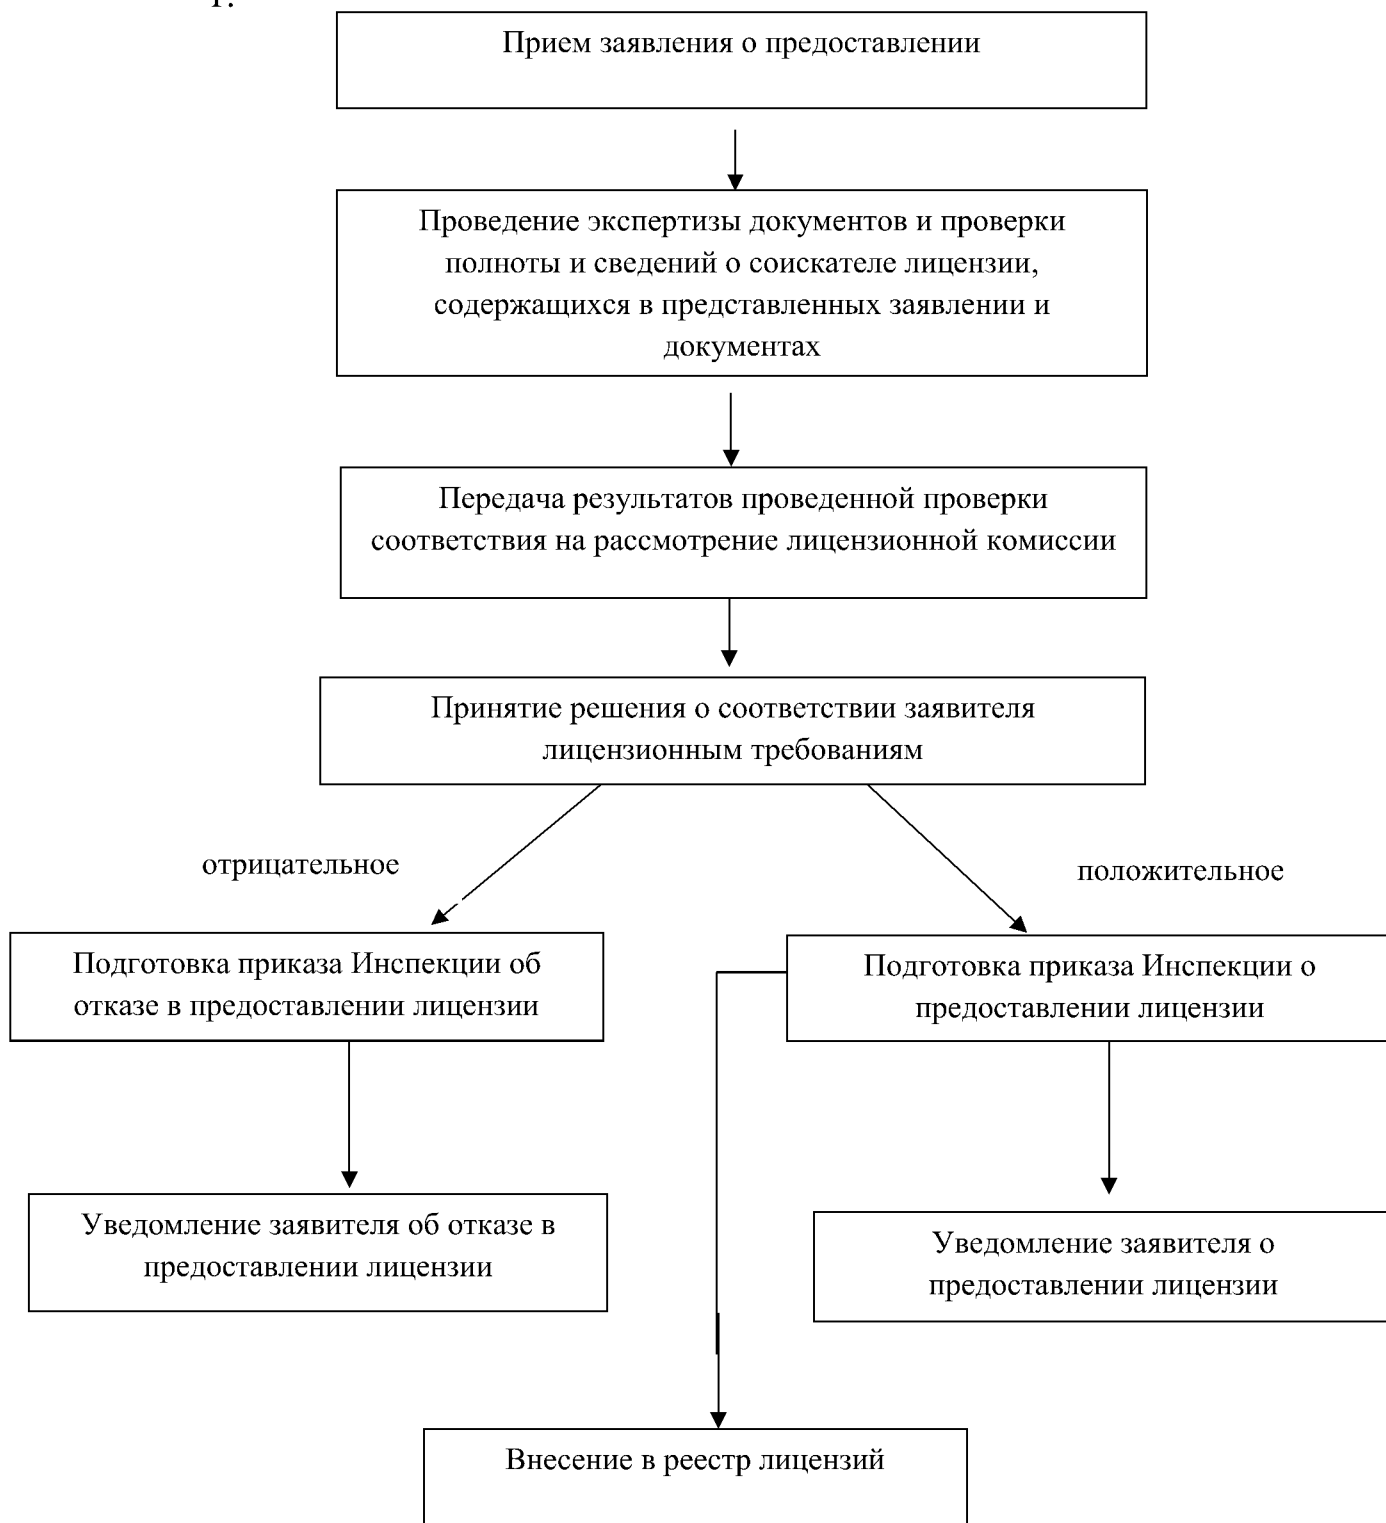 Прием заявления о предоставлении
Проведение экспертизы документов и проверки
полноты и сведений о соискателе лицензии,
содержащихся в представленных заявлении и
документах
Передача результатов проведенной проверки
соответствия на рассмотрение лицензионной комиссии
Принятие решения о соответствии заявителя
лицензионным требованиям
отрицательное
положительное
Подготовка приказа Инспекции об
отказе в предоставлении лицензии
Подготовка приказа Инспекции о
предоставлении лицензии
Уведомление заявителя об отказе в
предоставлении лицензии
Уведомление заявителя о
предоставлении лицензии
Внесение в реестр лицензий